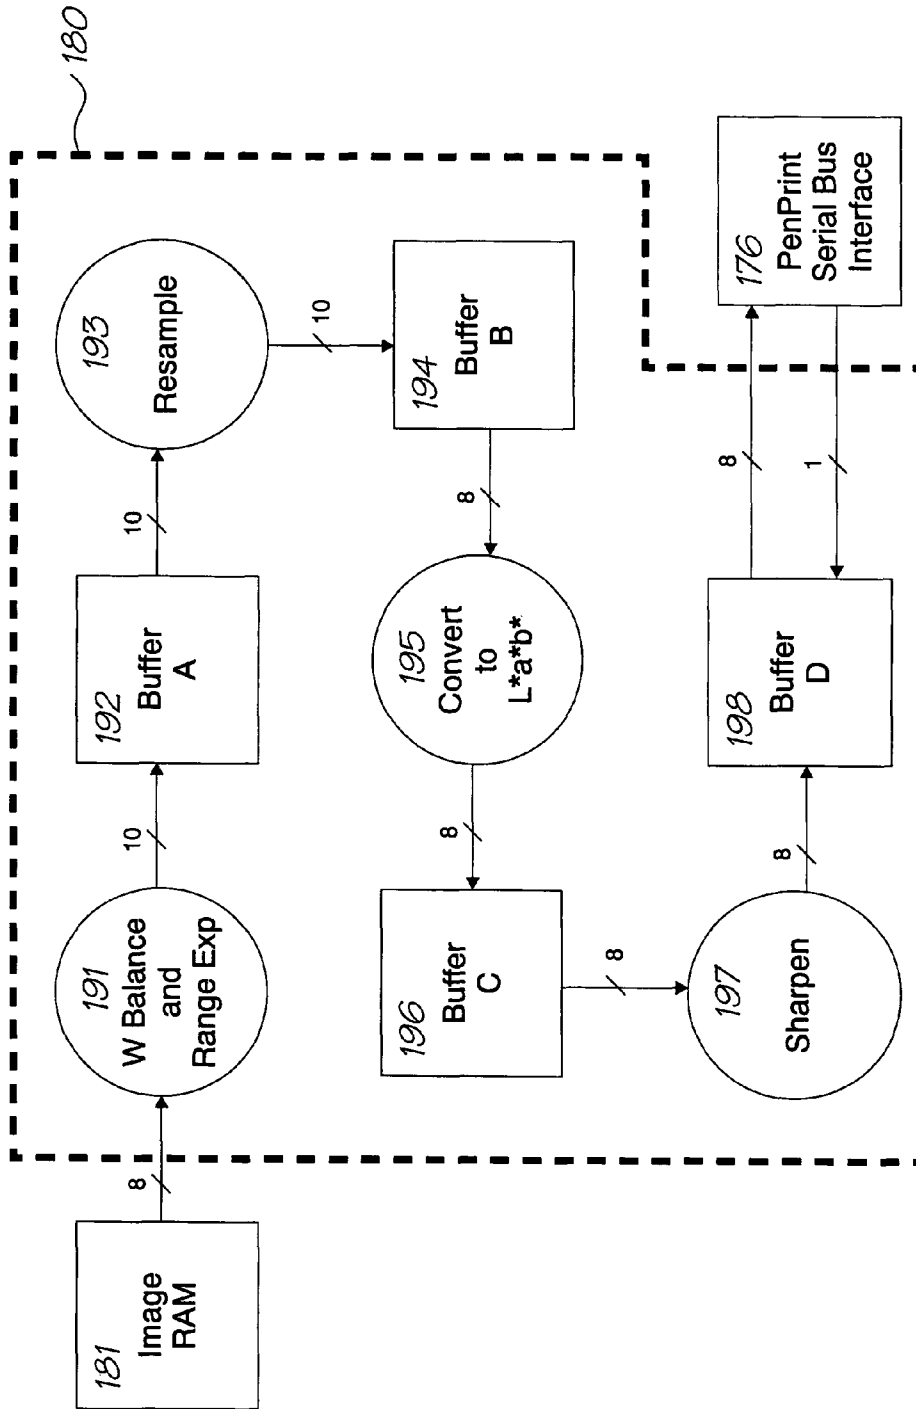 180
181
Image
RAM
8
191
W Balance
and
Range Exp
10
192
Buffer
A
10
193
Resample
10
194
Buffer
B
8
195
Convert
to
L*a*b*
8
196
Buffer
C
8
197
Sharpen
8
198
Buffer
D
8
1
176
PenPrint
Serial Bus
Interface